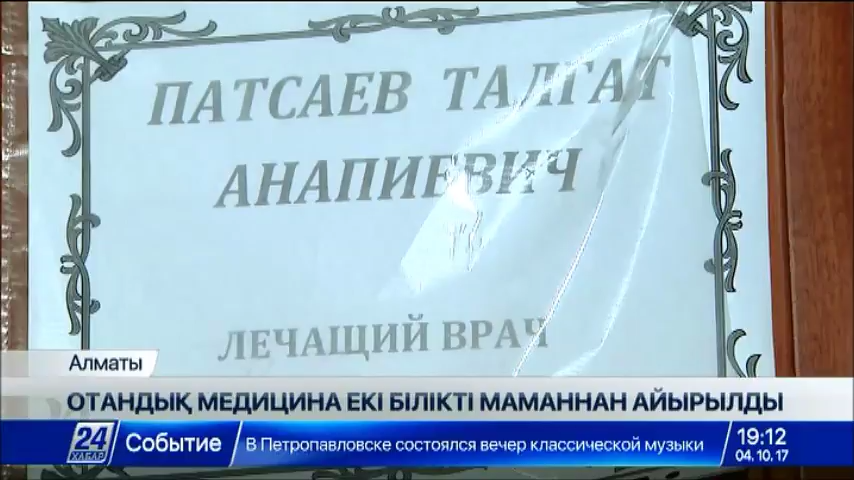 ПАТСАЕВ ТАЛГАТ
АНАПИЕВИЧ
ЛЕЧАЩИЙ ВРАЧ
Алматы
ОТАНДЫҚ МЕДИЦИНА ЕКІ БІЛІКТІ МАМАННАН АЙЫРЫЛДЫ
24 ХАБАР Событие В Петропавловске состоялся вечер классической музыки 19:12
04.10.17